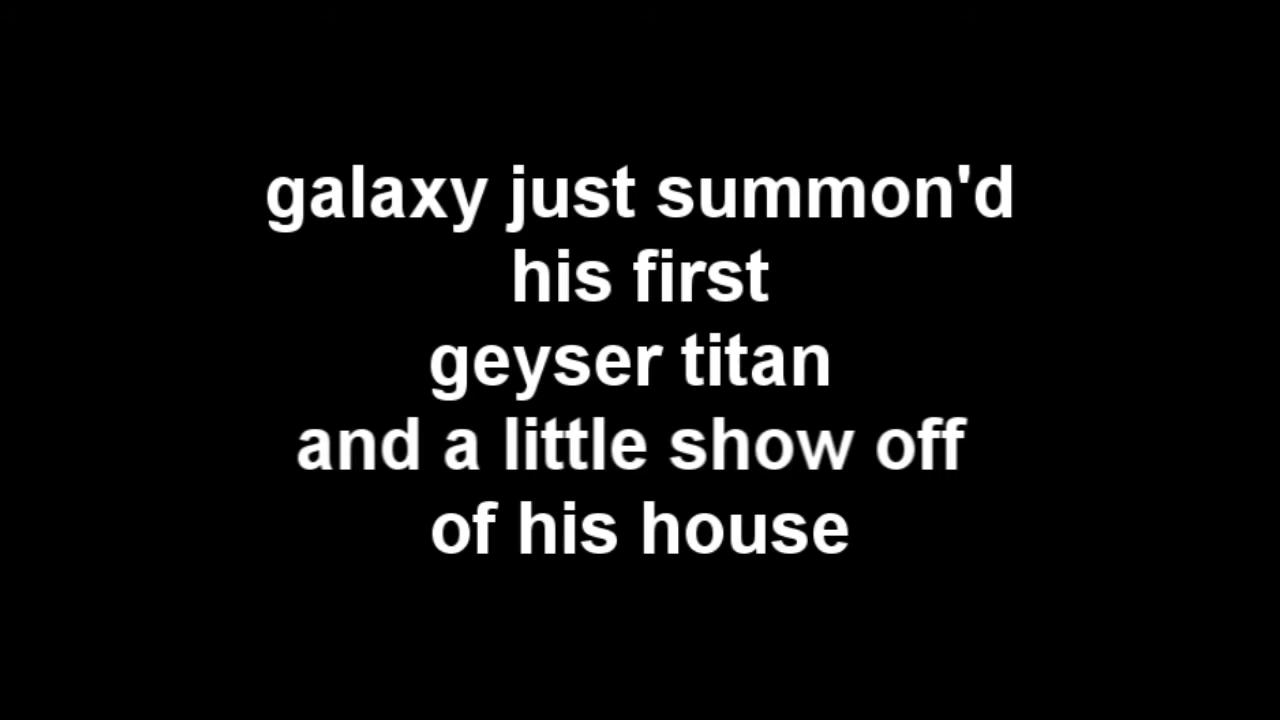 galaxy just summon'd
his first
geyser titan
and a little show off
of his house